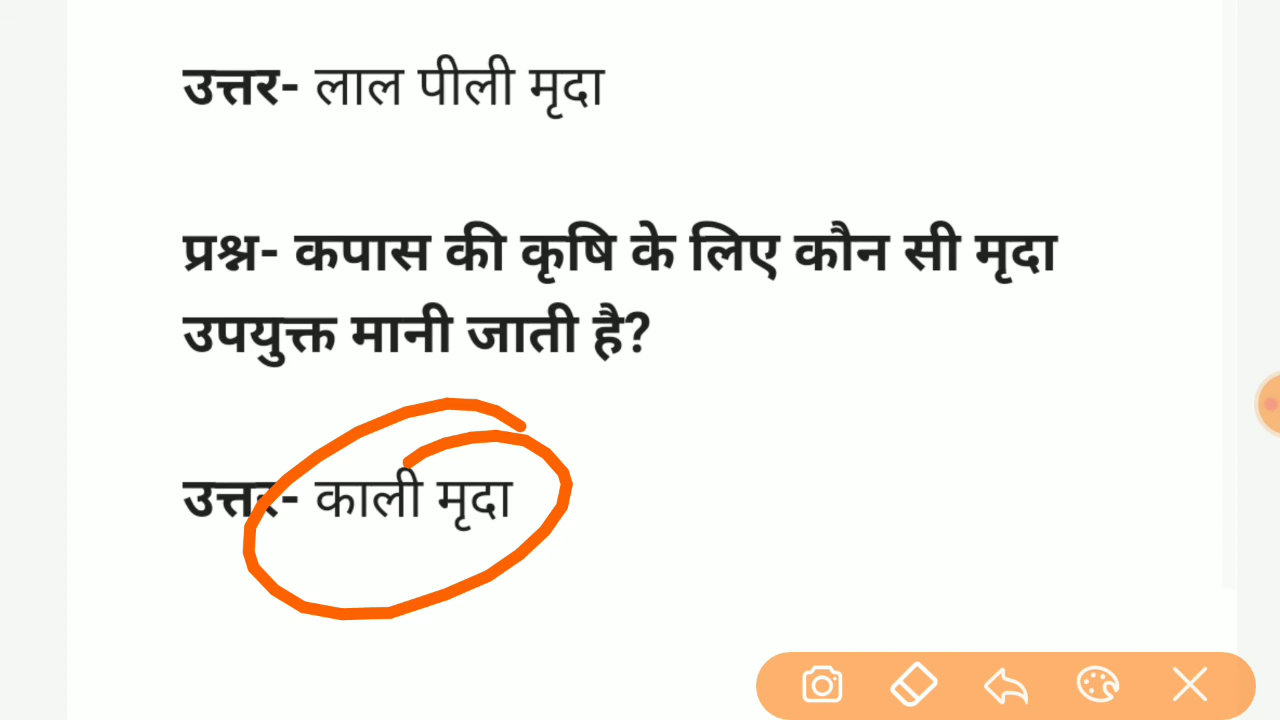 उत्तर- लाल पीली मृदा
प्रश्न- कपास की कृषि के लिए कौन सी मृदा
उपयुक्त मानी जाती है?
उत्तर- काली मृदा